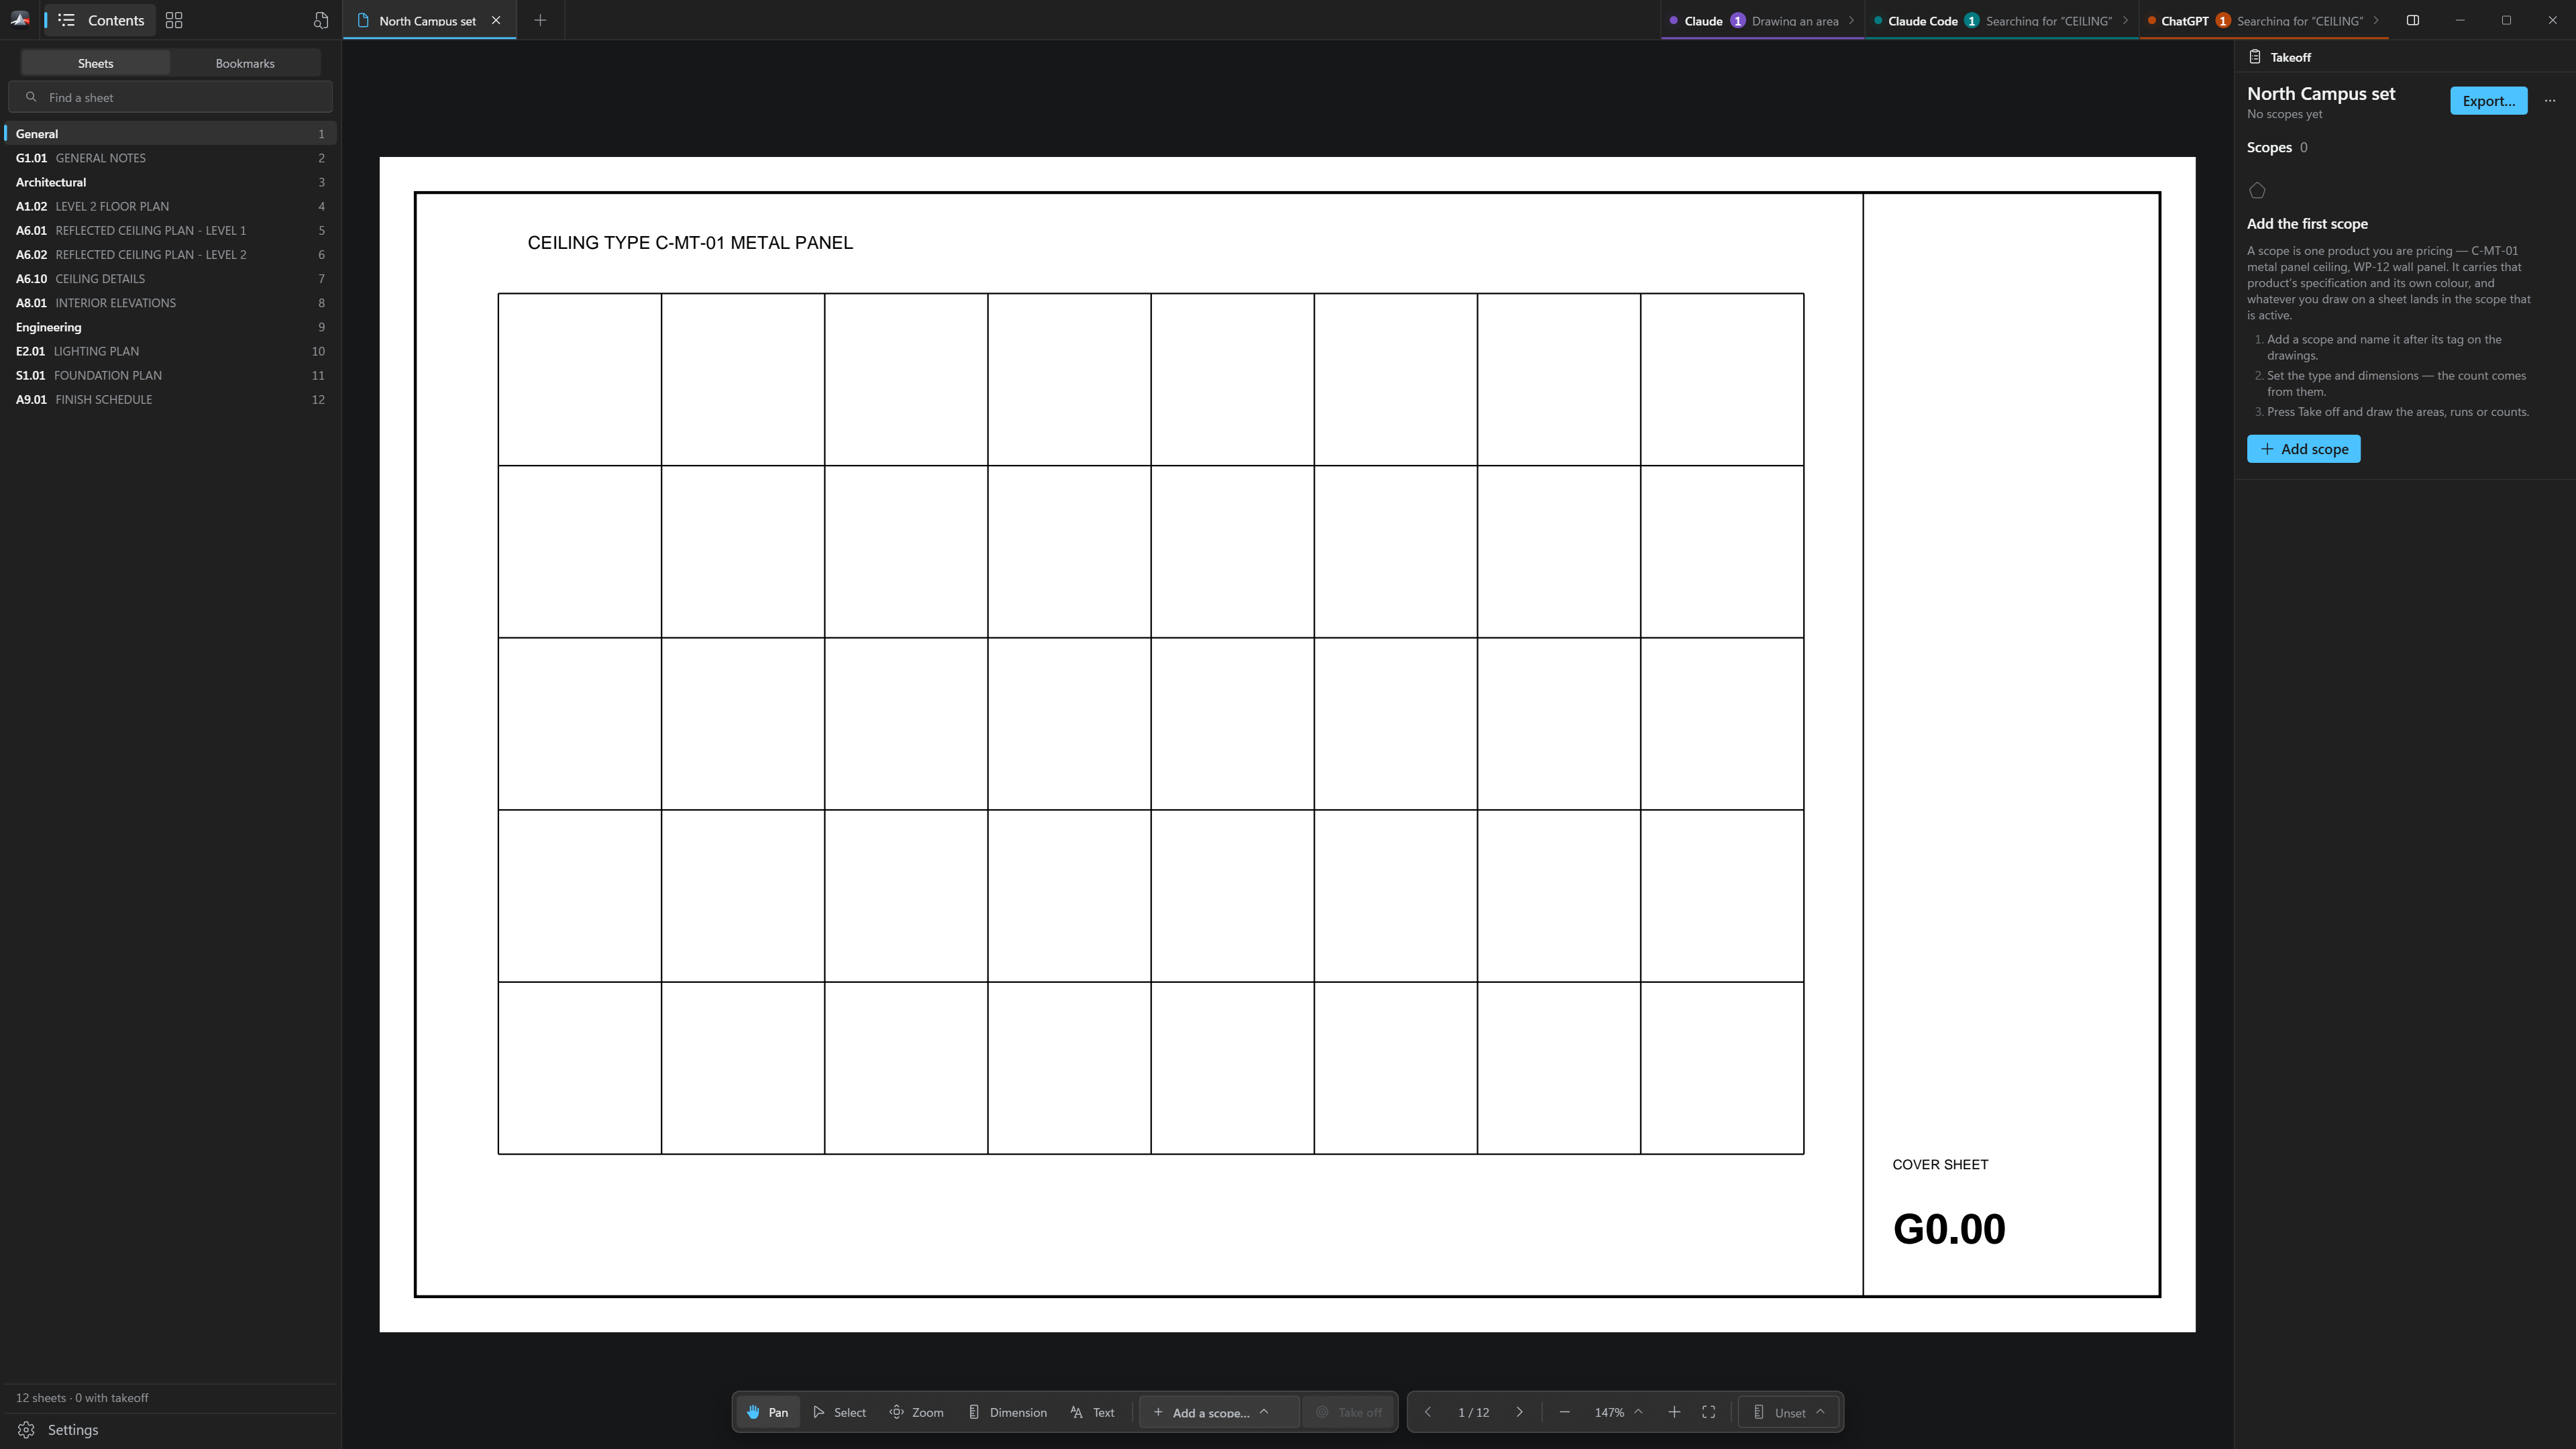 Contents
North Campus set
Claude 1 Drawing an area
Claude Code 1 Searching for “CEILING”
ChatGPT 1 Searching for “CEILING”
Sheets
Bookmarks
Find a sheet
General 1
G1.01 GENERAL NOTES 2
Architectural 3
A1.02 LEVEL 2 FLOOR PLAN 4
A6.01 REFLECTED CEILING PLAN - LEVEL 1 5
A6.02 REFLECTED CEILING PLAN - LEVEL 2 6
A6.10 CEILING DETAILS 7
A8.01 INTERIOR ELEVATIONS 8
Engineering 9
E2.01 LIGHTING PLAN 10
S1.01 FOUNDATION PLAN 11
A9.01 FINISH SCHEDULE 12
12 sheets · 0 with takeoff
Settings
CEILING TYPE C-MT-01 METAL PANEL
COVER SHEET
G0.00
Pan
Select
Zoom
Dimension
Text
Add a scope...
Take off
1 / 12
147%
Unset
Takeoff
North Campus set
Export...
No scopes yet
Scopes 0
Add the first scope
A scope is one product you are pricing — C-MT-01
metal panel ceiling, WP-12 wall panel. It carries that
product's specification and its own colour, and
whatever you draw on a sheet lands in the scope that
is active.
1. Add a scope and name it after its tag on the
drawings.
2. Set the type and dimensions — the count comes
from them.
3. Press Take off and draw the areas, runs or counts.
Add scope